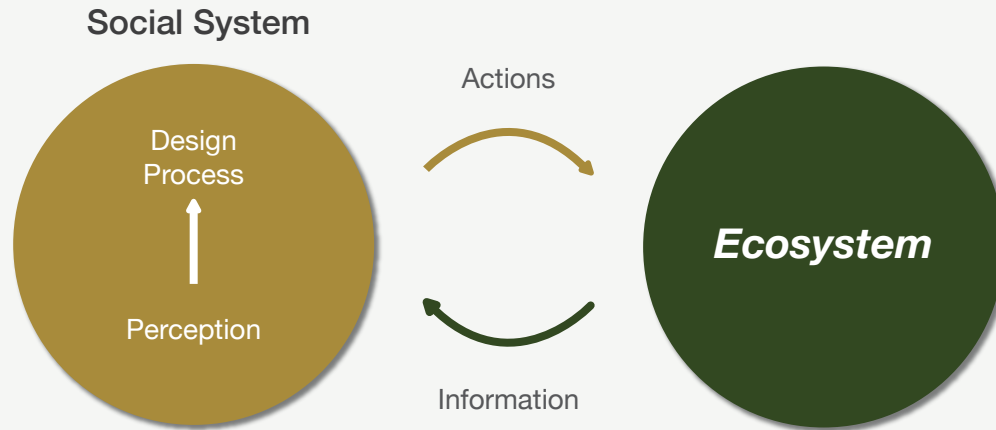 Social System
Actions
Design
Process
Ecosystem
Perception
Information